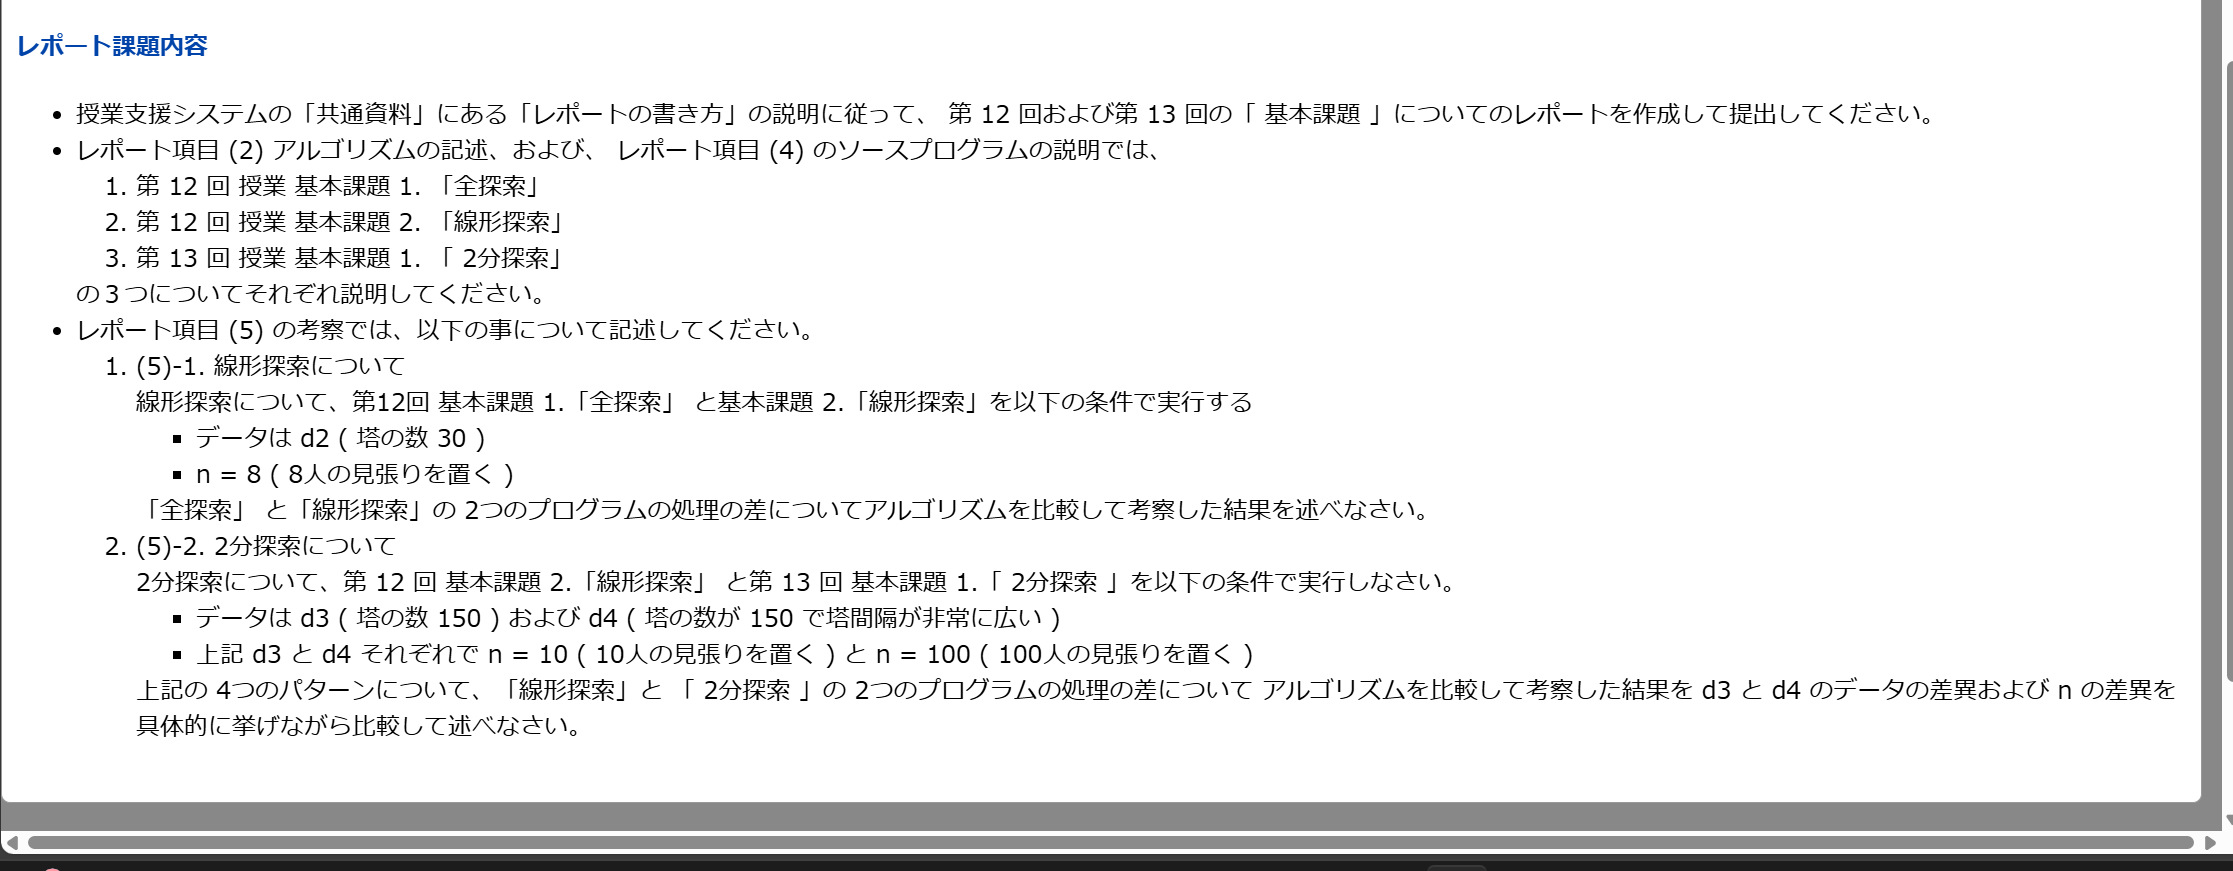 レポート課題内容
• 授業支援システムの「共通資料」にある「レポートの書き方」の説明に従って、 第 12 回および第 13 回の「 基本課題 」についてのレポートを作成して提出してください。
• レポート項目 (2) アルゴリズムの記述、および、 レポート項目 (4) のソースプログラムの説明では、
1. 第 12 回 授業 基本課題 1. 「全探索」
2. 第 12 回 授業 基本課題 2. 「線形探索」
3. 第 13 回 授業 基本課題 1. 「 2分探索」
の３つについてそれぞれ説明してください。
• レポート項目 (5) の考察では、以下の事について記述してください。
1. (5)-1. 線形探索について
線形探索について、第12回 基本課題 1.「全探索」 と基本課題 2.「線形探索」を以下の条件で実行する
▪ データは d2 ( 塔の数 30 )
▪ n = 8 ( 8人の見張りを置く )
「全探索」 と「線形探索」の 2つのプログラムの処理の差についてアルゴリズムを比較して考察した結果を述べなさい。
2. (5)-2. 2分探索について
2分探索について、第 12 回 基本課題 2.「線形探索」 と第 13 回 基本課題 1.「 2分探索 」を以下の条件で実行しなさい。
▪ データは d3 ( 塔の数 150 ) および d4 ( 塔の数が 150 で塔間隔が非常に広い )
▪ 上記 d3 と d4 それぞれで n = 10 ( 10人の見張りを置く ) と n = 100 ( 100人の見張りを置く )
上記の 4つのパターンについて、「線形探索」と 「 2分探索 」の 2つのプログラムの処理の差について アルゴリズムを比較して考察した結果を d3 と d4 のデータの差異および n の差異を
具体的に挙げながら比較して述べなさい。